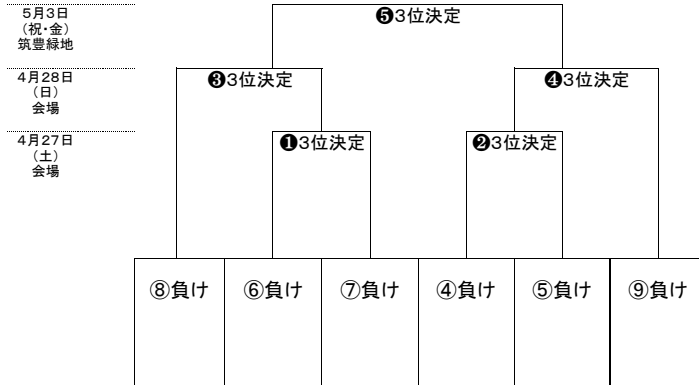 5月3日
(祝・金)
筑豊緑地
❺3位決定
4月28日
(日)
会場
❸3位決定
❹3位決定
4月27日
(土)
会場
❶3位決定
❷3位決定
⑧負け
⑥負け
⑦負け
④負け
⑤負け
⑨負け